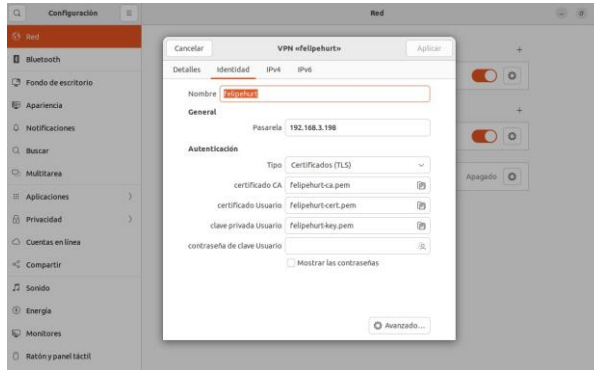 Configuración
Red
Red
Bluetooth
Fondo de escritorio
Apariencia
Notificaciones
Buscar
Multitarea
Aplicaciones
Privacidad
Cuentas en línea
Compartir
Sonido
Energía
Monitores
Ratón y panel táctil
Cancelar
VPN «felipehurt»
Aplicar
Detalles Identidad IPv4 IPv6
Nombre felipehurt
General
Pasarela 192.168.3.198
Autenticación
Tipo Certificados (TLS)
certificado CA felipehurt-ca.pem
certificado Usuario felipehurt-cert.pem
clave privada Usuario felipehurt-key.pem
contraseña de clave Usuario
Mostrar las contraseñas
Avanzado...
Apagado